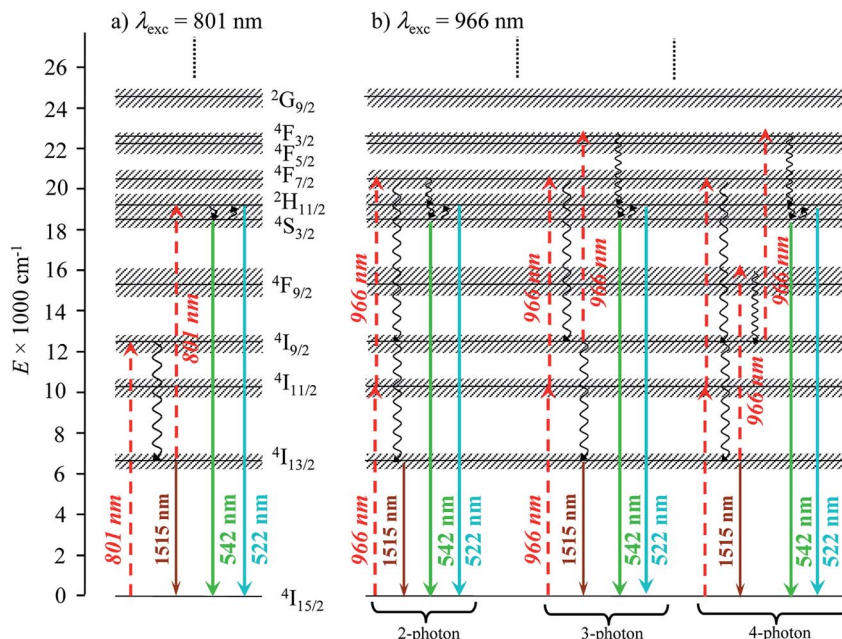 a) λexc = 801 nm
b) λexc = 966 nm
E × 1000 cm-1
26
24
22
20
18
16
14
12
10
8
6
4
2
0
2G9/2
4F3/2
4F5/2
4F7/2
2H11/2
4S3/2
4F9/2
4I9/2
4I11/2
4I13/2
4I15/2
801 nm
1515 nm
801 nm
542 nm
522 nm
966 nm
966 nm
1515 nm
542 nm
522 nm
966 nm
966 nm
1515 nm
966 nm
542 nm
522 nm
966 nm
966 nm
1515 nm
966 nm
966 nm
542 nm
522 nm
2-photon
3-photon
4-photon